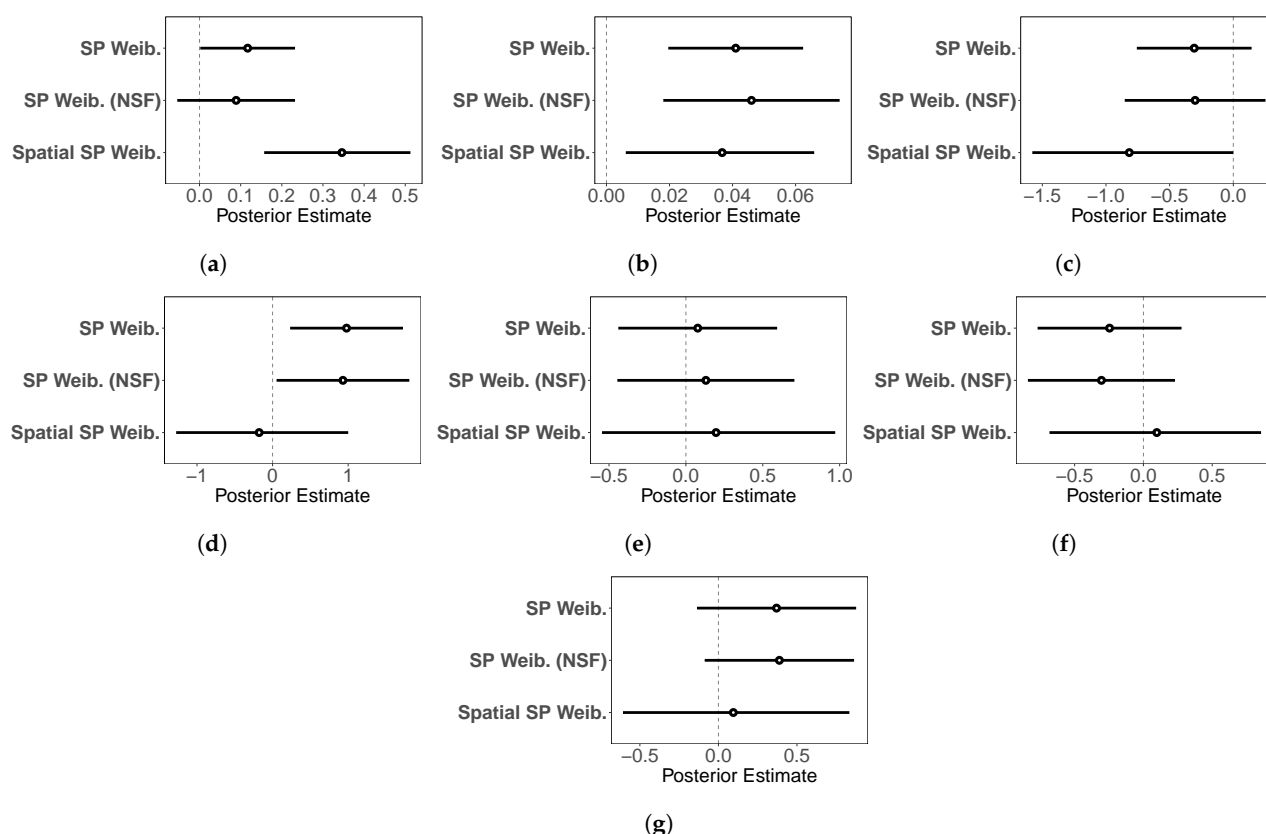 SP Weib.
SP Weib. (NSF)
Spatial SP Weib.
0.0 0.1 0.2 0.3 0.4 0.5
Posterior Estimate
(a)
SP Weib.
SP Weib. (NSF)
Spatial SP Weib.
0.00 0.02 0.04 0.06
Posterior Estimate
(b)
SP Weib.
SP Weib. (NSF)
Spatial SP Weib.
−1.5 −1.0 −0.5 0.0
Posterior Estimate
(c)
SP Weib.
SP Weib. (NSF)
Spatial SP Weib.
−1 0 1
Posterior Estimate
(d)
SP Weib.
SP Weib. (NSF)
Spatial SP Weib.
−0.5 0.0 0.5 1.0
Posterior Estimate
(e)
SP Weib.
SP Weib. (NSF)
Spatial SP Weib.
−0.5 0.0 0.5
Posterior Estimate
(f)
SP Weib.
SP Weib. (NSF)
Spatial SP Weib.
−0.5 0.0 0.5
Posterior Estimate
(g)